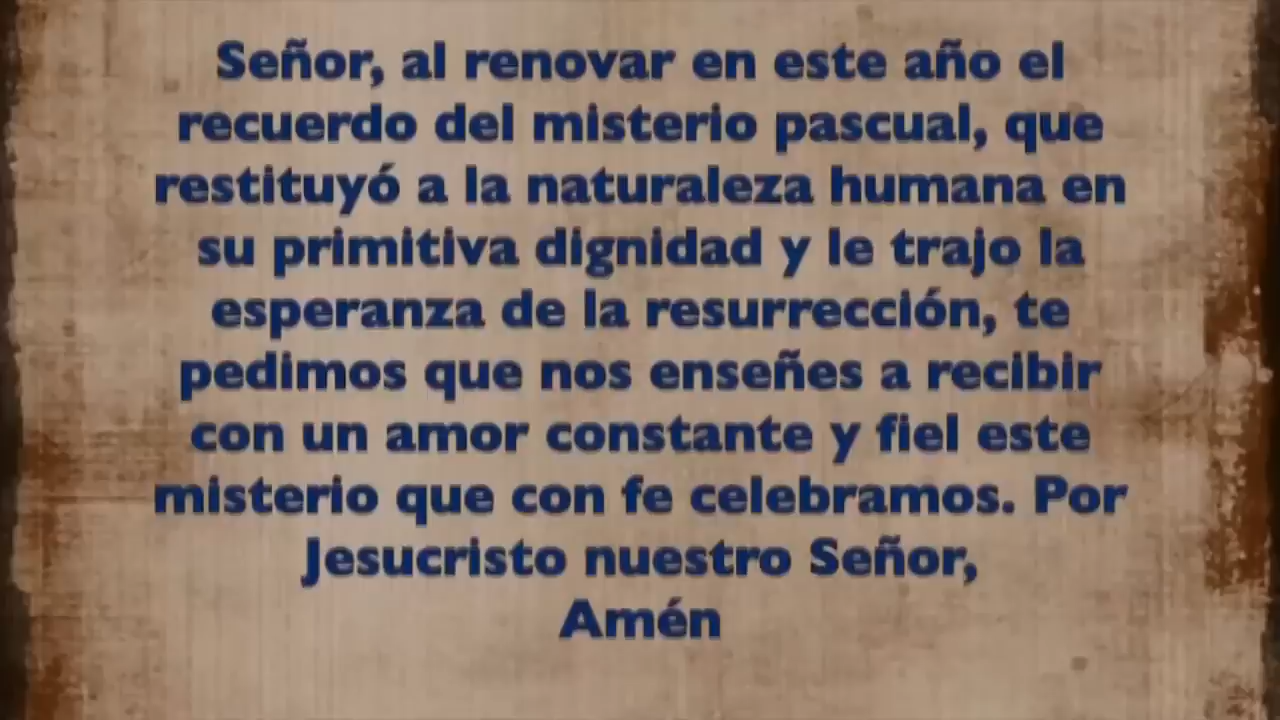 Señor, al renovar en este año el
recuerdo del misterio pascual, que
restituyó a la naturaleza humana en
su primitiva dignidad y le trajo la
esperanza de la resurrección, te
pedimos que nos enseñes a recibir
con un amor constante y fiel este
misterio que con fe celebramos. Por
Jesucristo nuestro Señor,
Amén